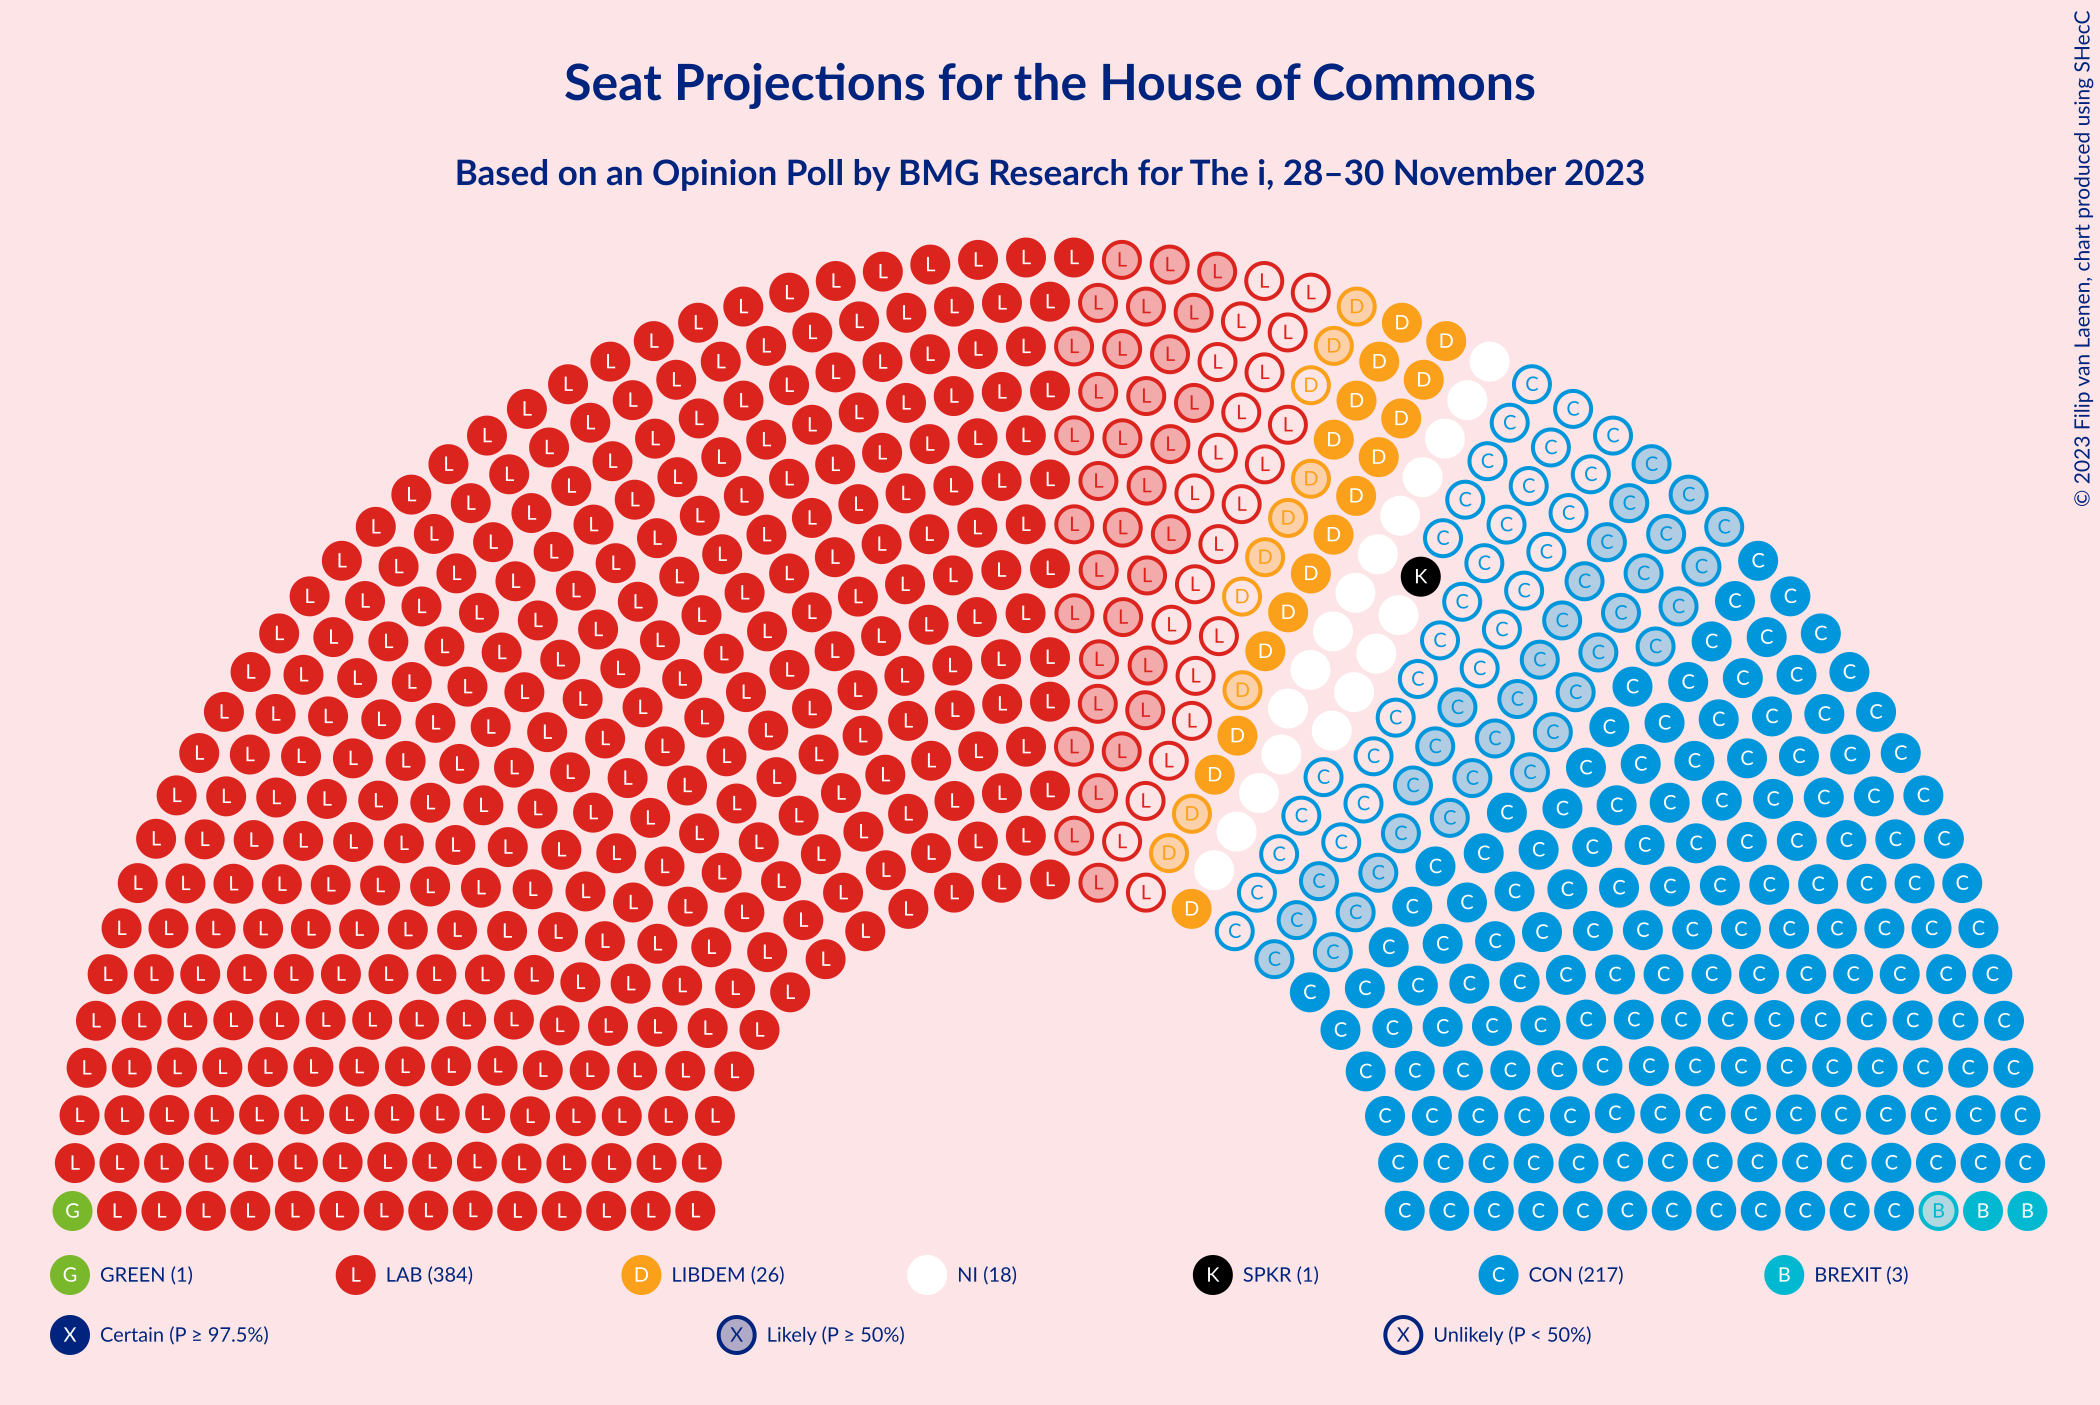 Seat Projections for the House of Commons
Based on an Opinion Poll by BMG Research for The i, 28–30 November 2023
© 2023 Filip van Laenen, chart produced using SHecC
G GREEN (1) L LAB (384) D LIBDEM (26) NI (18) K SPKR (1) C CON (217) B BREXIT (3)
X Certain (P ≥ 97.5%) X Likely (P ≥ 50%) X Unlikely (P < 50%)